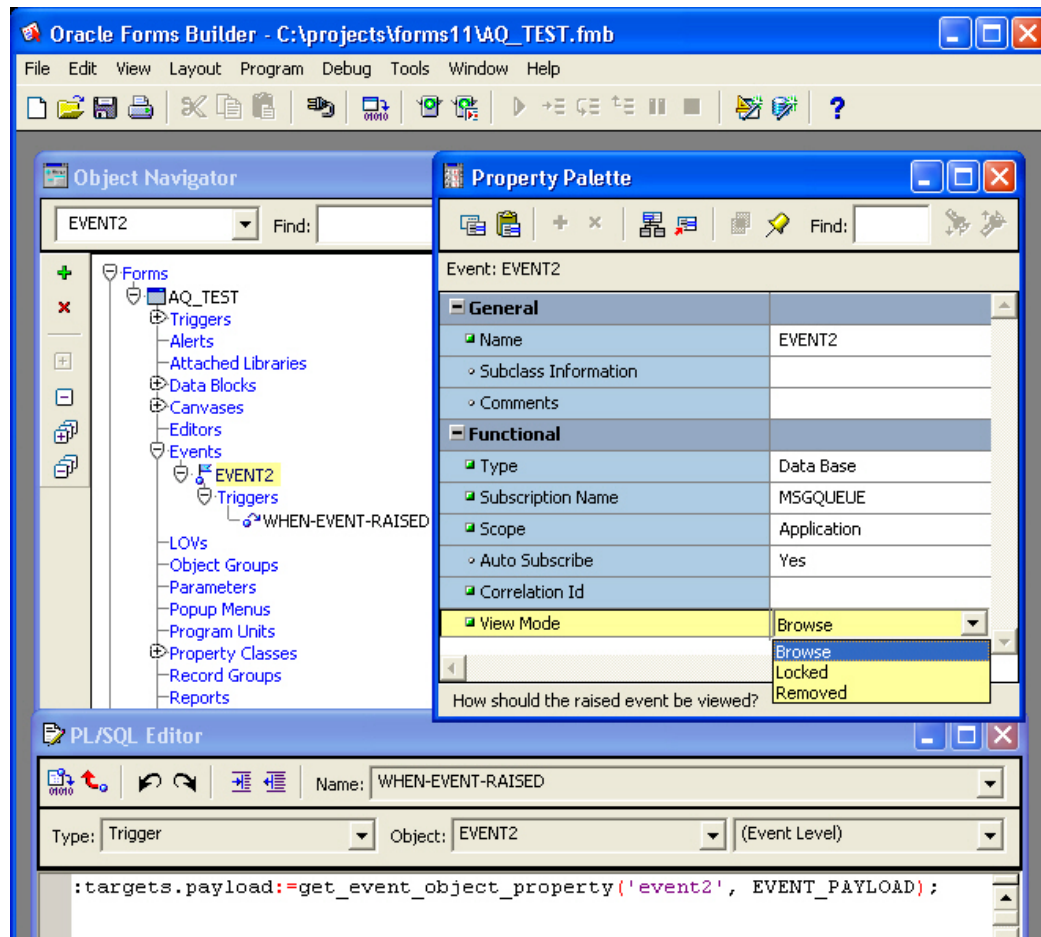 Oracle Forms Builder - C:\projects\forms11\AQ_TEST.fmb
File Edit View Layout Program Debug Tools Window Help
Object Navigator
EVENT2 Find:
Forms
AQ_TEST
Triggers
Alerts
Attached Libraries
Data Blocks
Canvases
Editors
Events
EVENT2
Triggers
WHEN-EVENT-RAISED
LOVs
Object Groups
Parameters
Popup Menus
Program Units
Property Classes
Record Groups
Reports
Property Palette
Find:
Event: EVENT2
General
Name EVENT2
Subclass Information
Comments
Functional
Type Data Base
Subscription Name MSGQUEUE
Scope Application
Auto Subscribe Yes
Correlation Id
View Mode Browse
Browse
Locked
Removed
How should the raised event be viewed?
PL/SQL Editor
Name: WHEN-EVENT-RAISED
Type: Trigger Object: EVENT2 (Event Level)
:targets.payload:=get_event_object_property('event2', EVENT_PAYLOAD);